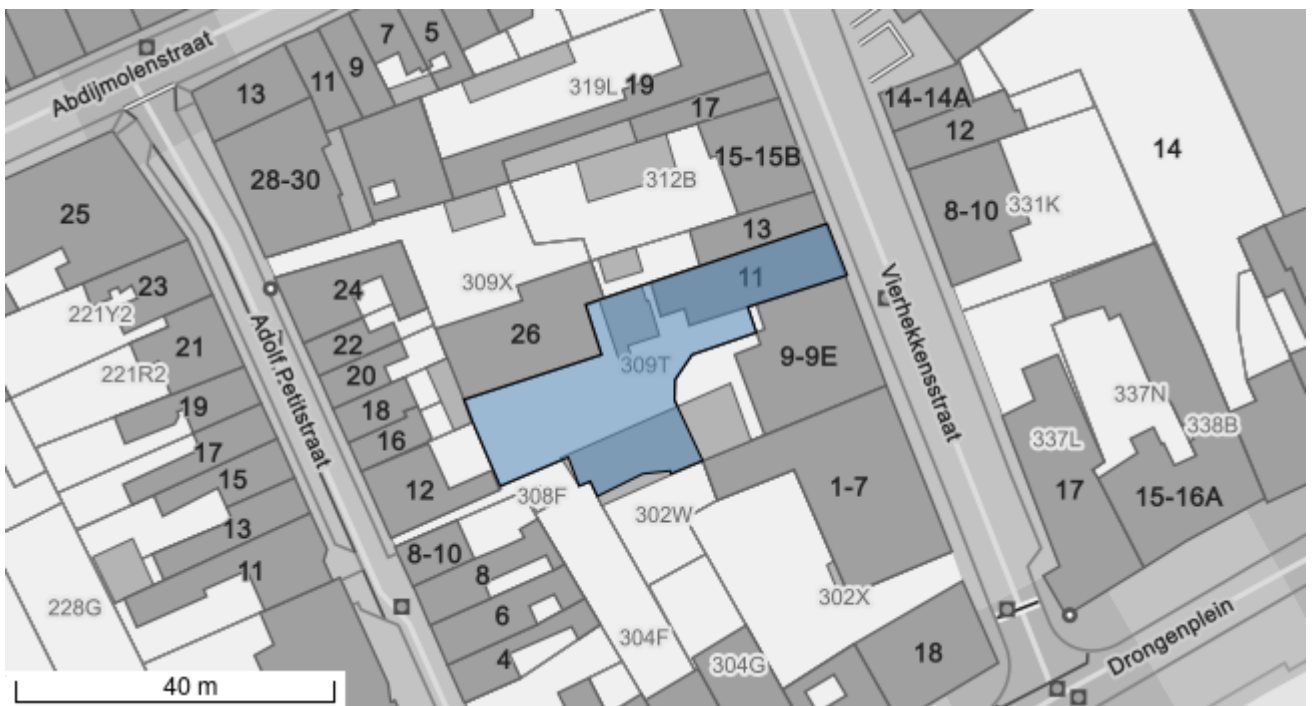 Abdijmolenstraat
13
11
9
7
5
319L
19
17
15-15B
14-14A
12
14
28-30
312B
8-10
331K
25
13
23
221Y2
24
309X
11
Vierhekkensstraat
26
22
21
221R2
Adolf.Petitstraat
20
309T
9-9E
337N
338B
19
18
16
337L
17
12
17
15
308F
302W
1-7
15-16A
13
8-10
11
8
228G
6
302X
304F
4
304G
18
Drongenplein
40 m